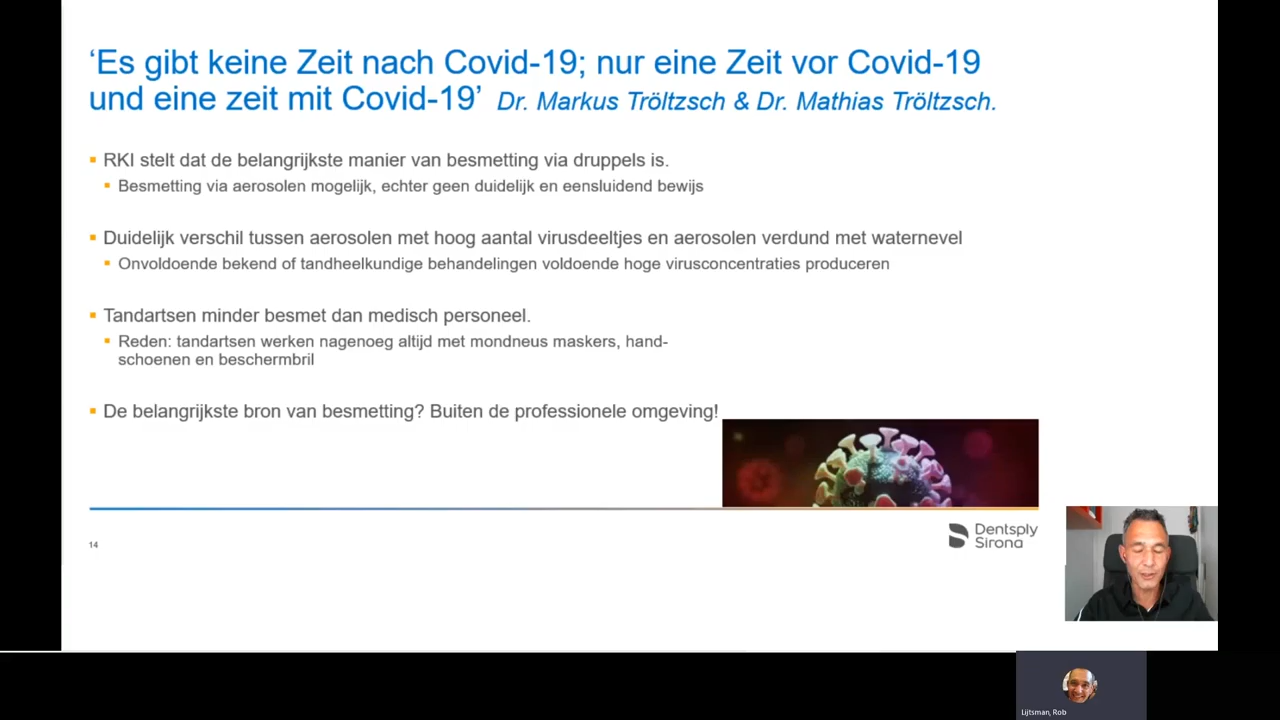 ‘Es gibt keine Zeit nach Covid-19; nur eine Zeit vor Covid-19
und eine zeit mit Covid-19’ Dr. Markus Tröltzsch & Dr. Mathias Tröltzsch.
RKI stelt dat de belangrijkste manier van besmetting via druppels is.
Besmetting via aerosolen mogelijk, echter geen duidelijk en eensluidend bewijs
Duidelijk verschil tussen aerosolen met hoog aantal virusdeeltjes en aerosolen verdund met waternevel
Onvoldoende bekend of tandheelkundige behandelingen voldoende hoge virusconcentraties produceren
Tandartsen minder besmet dan medisch personeel.
Reden: tandartsen werken nagenoeg altijd met mondneus maskers, hand-
schoenen en beschermbril
De belangrijkste bron van besmetting? Buiten de professionele omgeving!
14
Dentsply
Sirona
Lijtsman, Rob